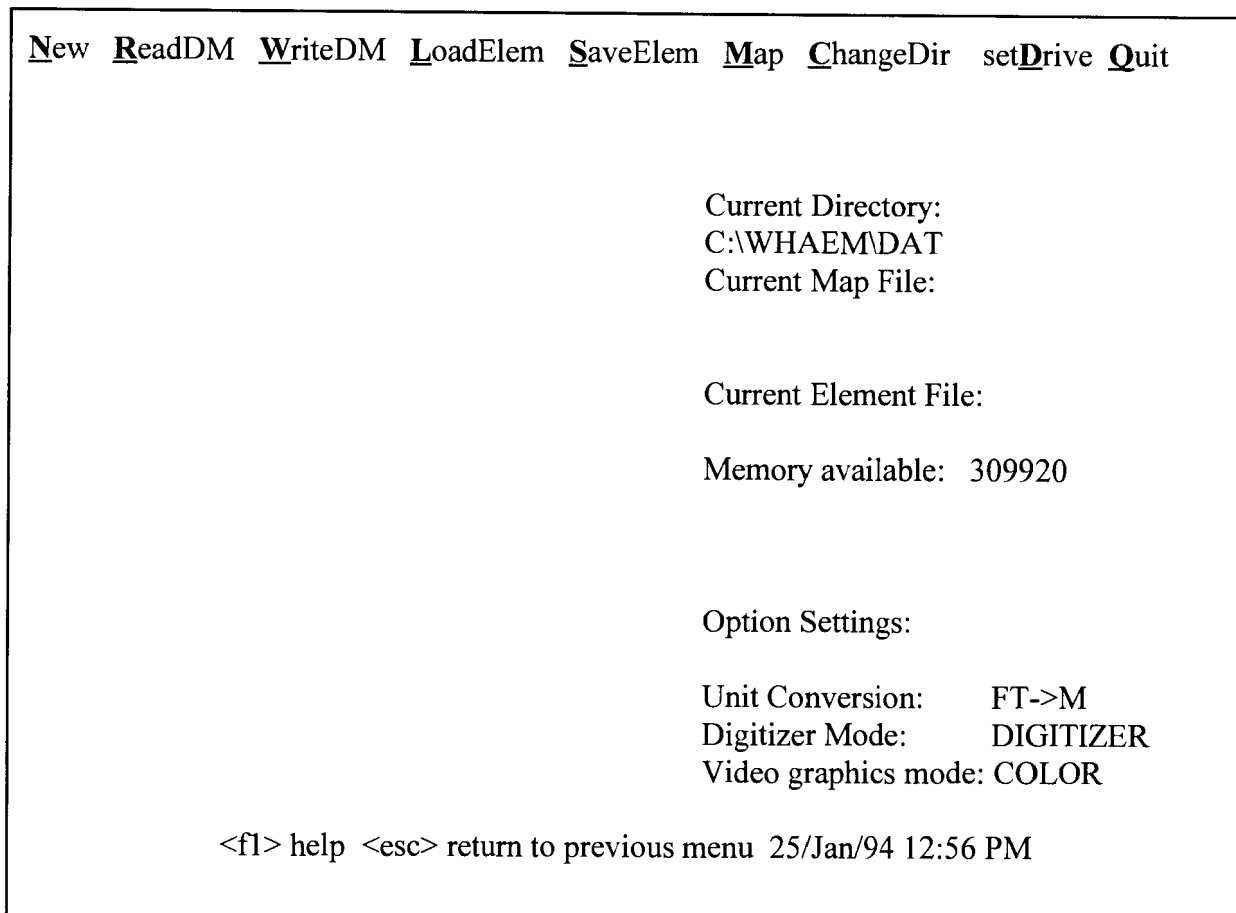 New ReadDM WriteDM LoadElem SaveElem Map ChangeDir setDrive Quit
Current Directory:
C:\WHAEM\DAT
Current Map File:
Current Element File:
Memory available: 309920
Option Settings:
Unit Conversion: FT->M
Digitizer Mode: DIGITIZER
Video graphics mode: COLOR
<f1> help <esc> return to previous menu 25/Jan/94 12:56 PM